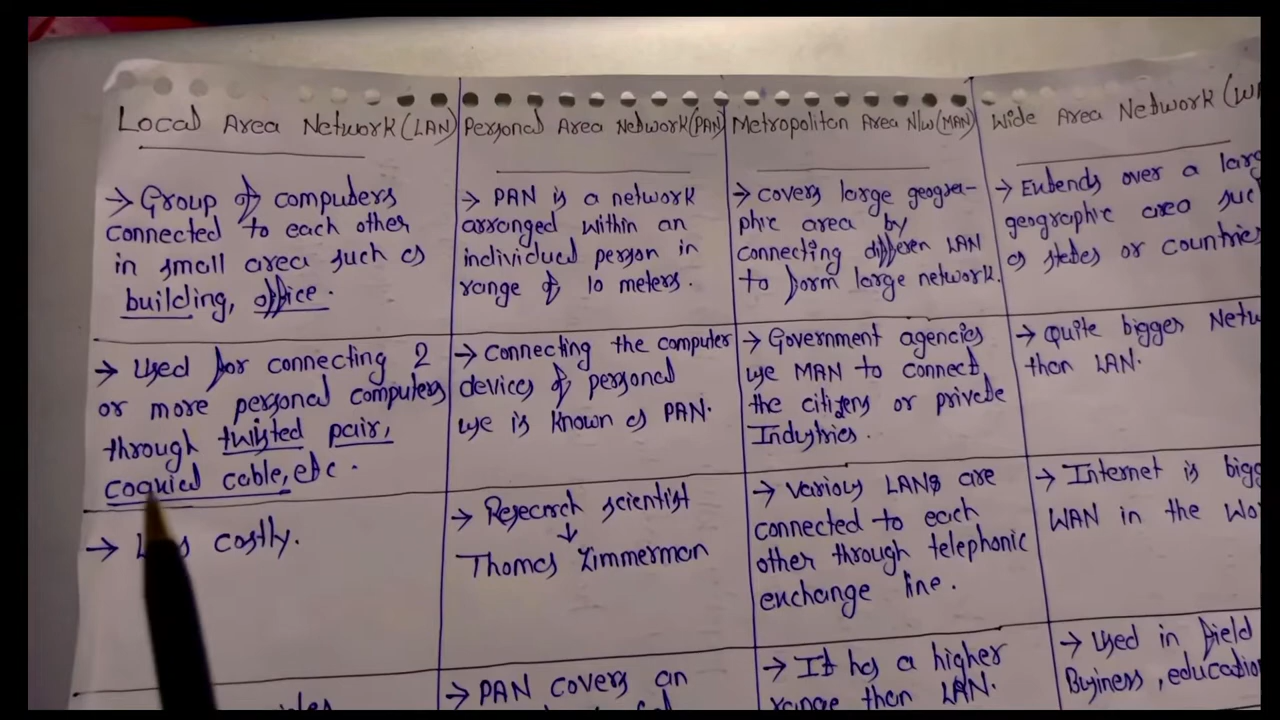 Local Area Network (LAN)
→ Group of computers
connected to each other
in small area such as
building, office.
→ Used for connecting 2
or more personal computers
through twisted pair,
coaxied cable, etc.
→ Less costly.
Personal Area Network (PAN)
→ PAN is a network
arranged within an
individual person in
range of 10 meters.
→ Connecting the computer
devices of personal
use is known as PAN.
→ Research scientist
↓
Thomas Zimmerman
→ PAN covers an
Metropolitan Area N/w (MAN)
→ covers large geogra-
phic area by
connecting differen LAN
to form large network.
→ Government agencies
use MAN to connect
the citizens or private
Industries.
→ Various LANs are
connected to each
other through telephonic
exchange line.
→ It has a higher
range than LAN.
Wide Area Network
→ Extends over a
geographic area
as states or countries
→ Quite bigger
than LAN.
→ Internet is
WAN in the
→ Used in field
Business, education